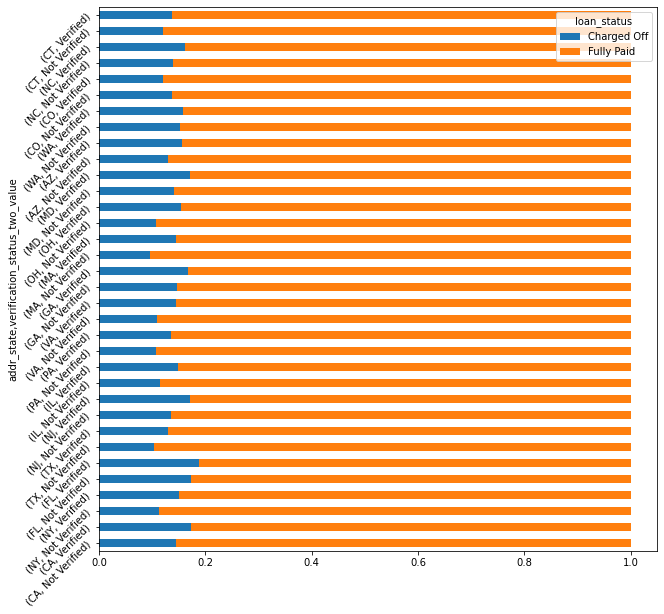 loan_status
Charged Off
Fully Paid
addr_state,verification_status_two_value
(CT, Verified)
(CT, Not Verified)
(NC, Verified)
(NC, Not Verified)
(CO, Verified)
(CO, Not Verified)
(WA, Verified)
(WA, Not Verified)
(AZ, Verified)
(AZ, Not Verified)
(MD, Verified)
(MD, Not Verified)
(OH, Verified)
(OH, Not Verified)
(MA, Verified)
(MA, Not Verified)
(GA, Verified)
(GA, Not Verified)
(VA, Verified)
(VA, Not Verified)
(PA, Verified)
(PA, Not Verified)
(IL, Verified)
(IL, Not Verified)
(NJ, Verified)
(NJ, Not Verified)
(TX, Verified)
(TX, Not Verified)
(FL, Verified)
(FL, Not Verified)
(NY, Verified)
(NY, Not Verified)
(CA, Verified)
(CA, Not Verified)
0.0 0.2 0.4 0.6 0.8 1.0